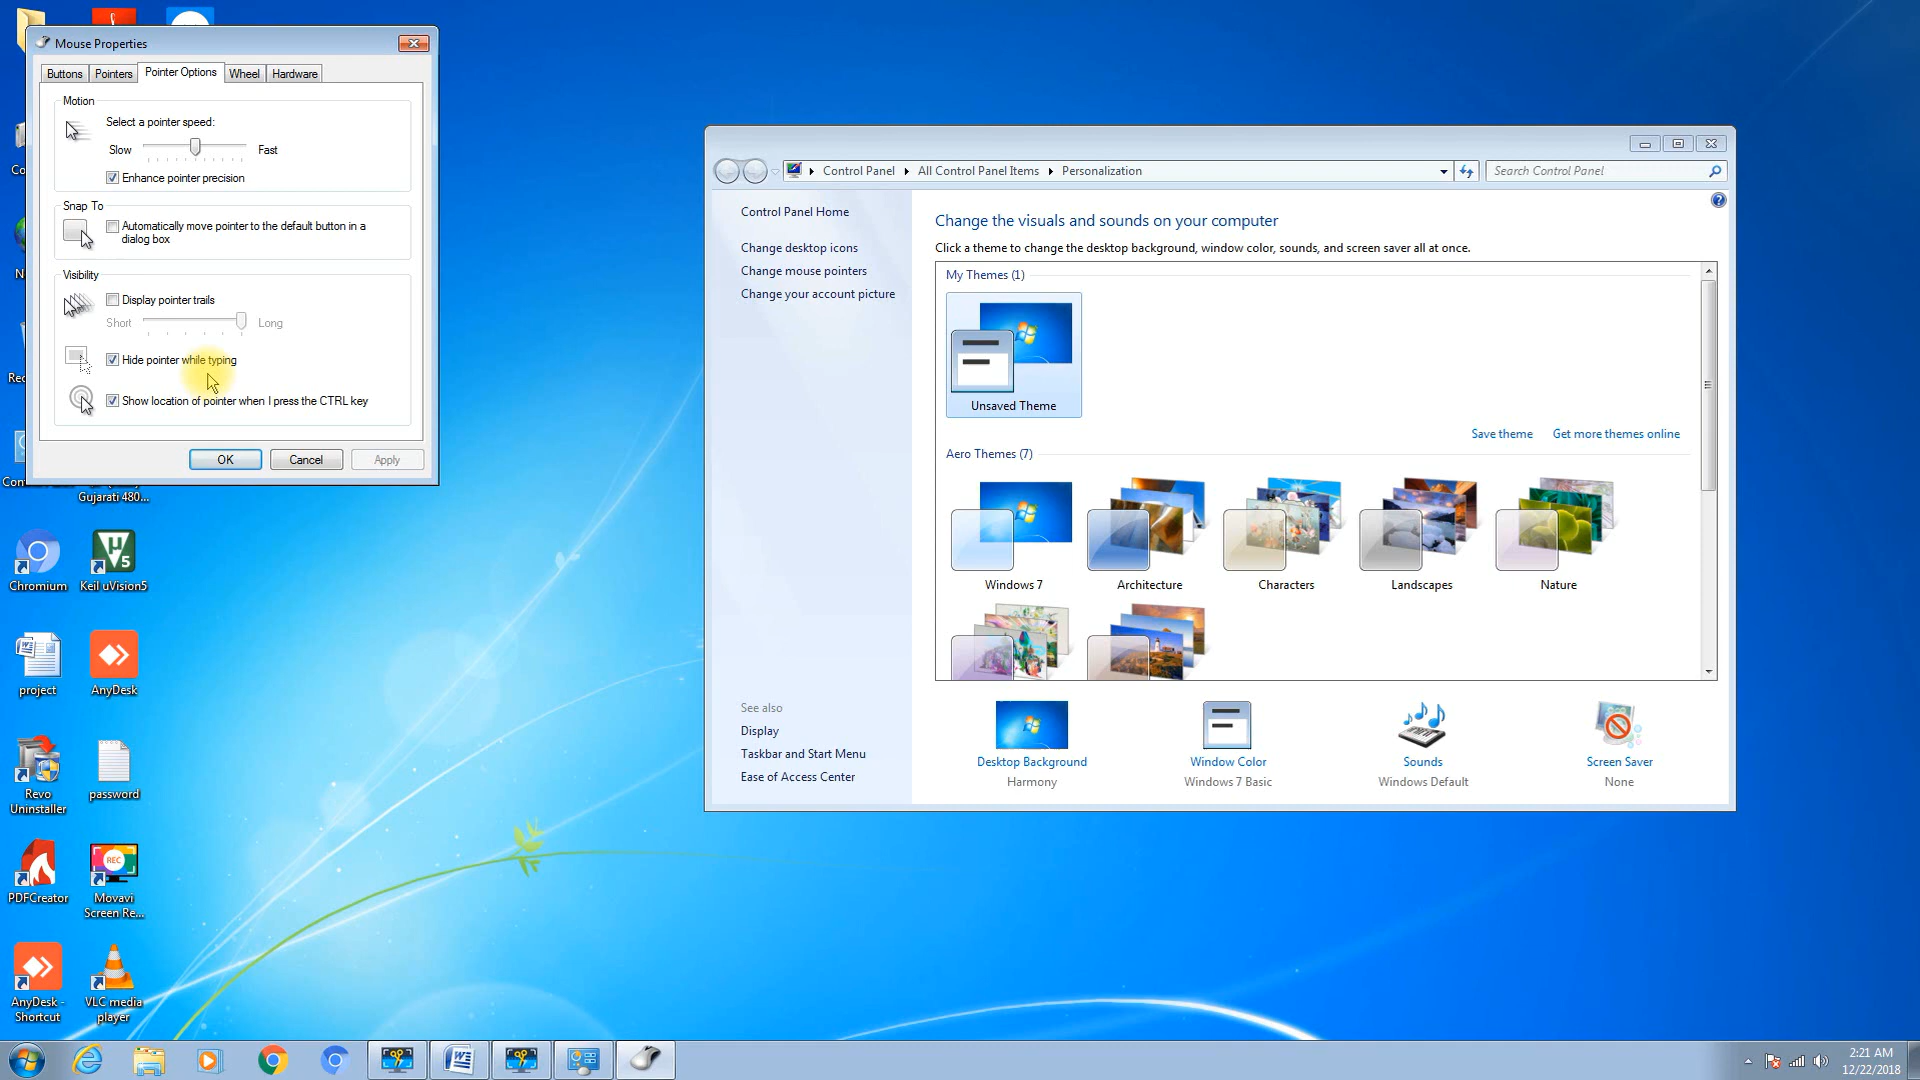 Mouse Properties
Buttons
Pointers
Pointer Options
Wheel
Hardware
Motion
Select a pointer speed:
Slow
Fast
Enhance pointer precision
Snap To
Automatically move pointer to the default button in a
dialog box
Visibility
Display pointer trails
Short
Long
Hide pointer while typing
Show location of pointer when I press the CTRL key
OK
Cancel
Apply
Control Panel
All Control Panel Items
Personalization
Search Control Panel
Control Panel Home
Change desktop icons
Change mouse pointers
Change your account picture
See also
Display
Taskbar and Start Menu
Ease of Access Center
Change the visuals and sounds on your computer
Click a theme to change the desktop background, window color, sounds, and screen saver all at once.
My Themes (1)
Unsaved Theme
Save theme
Get more themes online
Aero Themes (7)
Windows 7
Architecture
Characters
Landscapes
Nature
Desktop Background
Harmony
Window Color
Windows 7 Basic
Sounds
Windows Default
Screen Saver
None
Gujarati 480...
Chromium
Keil uVision5
project
AnyDesk
Revo
Uninstaller
password
PDFCreator
REC
Movavi
Screen Re...
AnyDesk -
Shortcut
VLC media
player
2:21 AM
12/22/2018